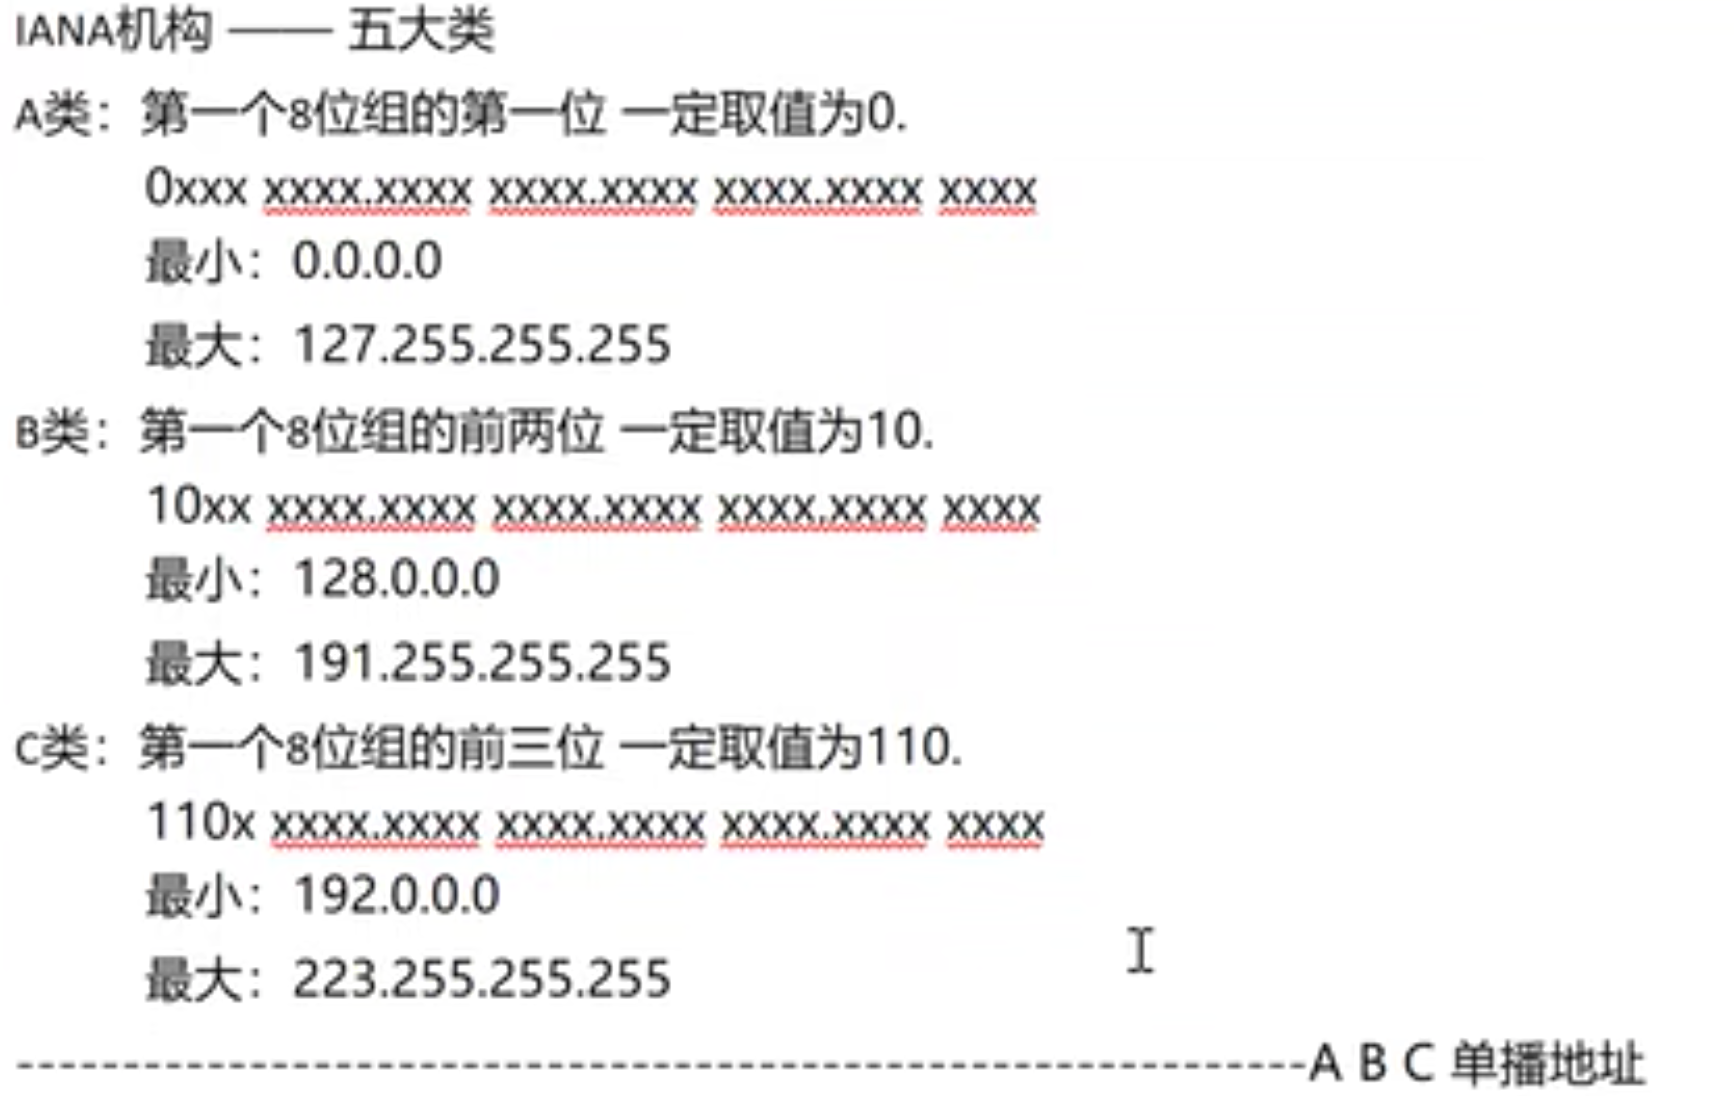 IANA机构 —— 五大类
A类：第一个8位组的第一位 一定取值为0.
0xxx xxxx.xxxx xxxx.xxxx xxxx.xxxx xxxx
最小：0.0.0.0
最大：127.255.255.255
B类：第一个8位组的前两位 一定取值为10.
10xx xxxx.xxxx xxxx.xxxx xxxx.xxxx xxxx
最小：128.0.0.0
最大：191.255.255.255
C类：第一个8位组的前三位 一定取值为110.
110x xxxx.xxxx xxxx.xxxx xxxx.xxxx xxxx
最小：192.0.0.0
最大：223.255.255.255
-------------------------------------------------------------A B C 单播地址